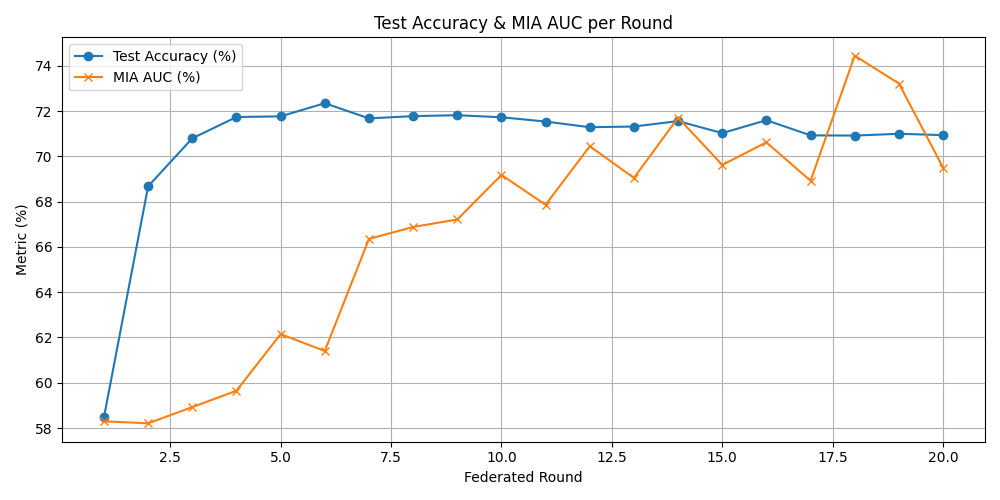 Test Accuracy & MIA AUC per Round
Test Accuracy (%)
MIA AUC (%)
Metric (%)
74
72
70
68
66
64
62
60
58
2.5 5.0 7.5 10.0 12.5 15.0 17.5 20.0
Federated Round